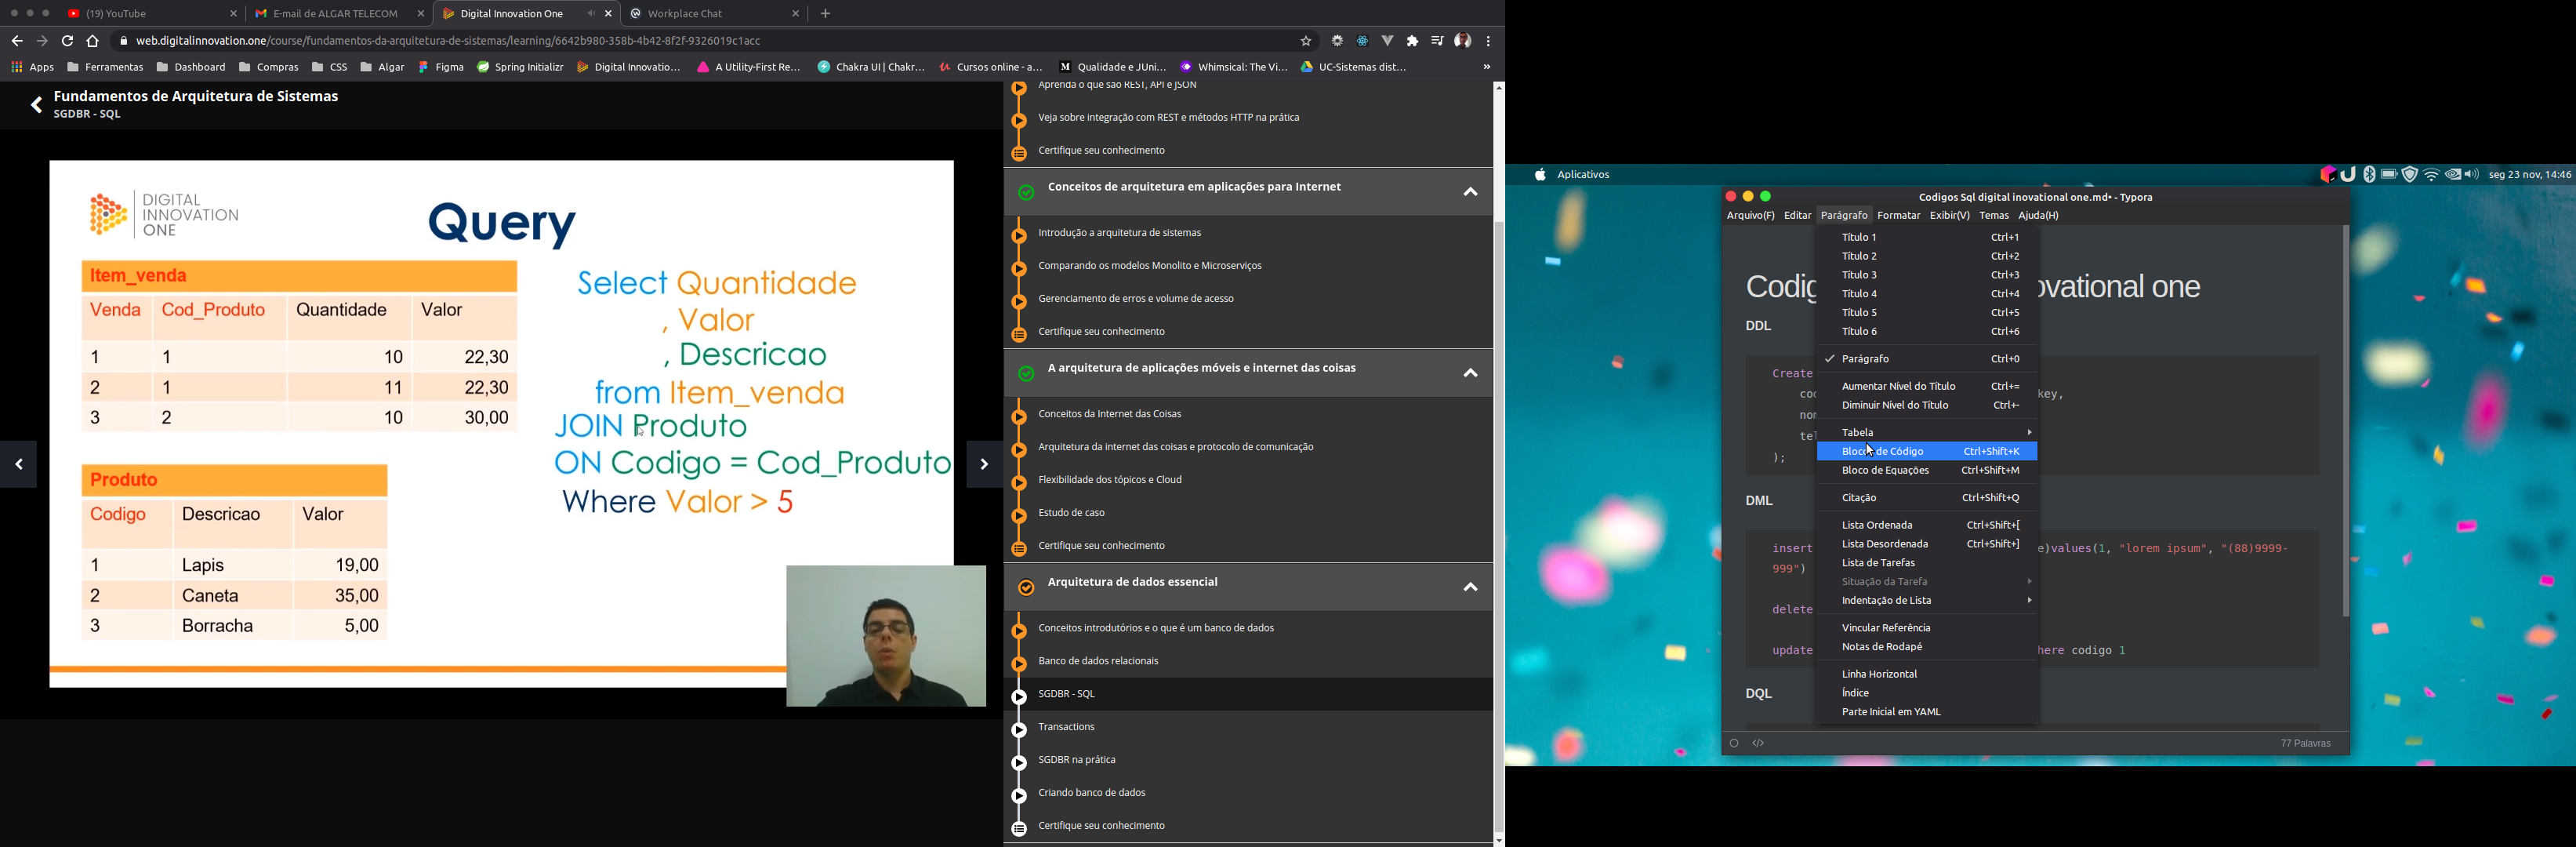 (19) YouTube
E-mail de ALGAR TELECOM
Digital Innovation One
Workplace Chat
web.digitalinnovation.one/course/fundamentos-da-arquitetura-de-sistemas/learning/6642b980-358b-4b42-8f2f-9326019c1acc
Apps Ferramentas Dashboard Compras CSS Algar Figma Spring Initializr Digital Innovatio... A Utility-First Re... Chakra UI | Chakr... Cursos online - a... Qualidade e JUni... Whimsical: The Vi... UC-Sistemas dist... »
Fundamentos de Arquitetura de Sistemas
SGDBR - SQL
DIGITAL
INNOVATION
ONE
Query
Item_venda
Venda Cod_Produto Quantidade Valor
1 1 10 22,30
2 1 11 22,30
3 2 10 30,00
Produto
Codigo Descricao Valor
1 Lapis 19,00
2 Caneta 35,00
3 Borracha 5,00
Select Quantidade
, Valor
, Descricao
from Item_venda
JOIN Produto
ON Codigo = Cod_Produto
Where Valor > 5
Aprenda o que são REST, API e JSON
Veja sobre integração com REST e métodos HTTP na prática
Certifique seu conhecimento
Conceitos de arquitetura em aplicações para Internet
Introdução a arquitetura de sistemas
Comparando os modelos Monolito e Microserviços
Gerenciamento de erros e volume de acesso
Certifique seu conhecimento
A arquitetura de aplicações móveis e internet das coisas
Conceitos da Internet das Coisas
Arquitetura da internet das coisas e protocolo de comunicação
Flexibilidade dos tópicos e Cloud
Estudo de caso
Certifique seu conhecimento
Arquitetura de dados essencial
Conceitos introdutórios e o que é um banco de dados
Banco de dados relacionais
SGDBR - SQL
Transactions
SGDBR na prática
Criando banco de dados
Certifique seu conhecimento
Aplicativos
seg 23 nov, 14:46
Codigos Sql digital inovational one.md• - Typora
Arquivo(F) Editar Parágrafo Formatar Exibir(V) Temas Ajuda(H)
Título 1 Ctrl+1
Título 2 Ctrl+2
Título 3 Ctrl+3
Título 4 Ctrl+4
Título 5 Ctrl+5
Título 6 Ctrl+6
Parágrafo Ctrl+0
Aumentar Nível do Título Ctrl+=
Diminuir Nível do Título Ctrl+-
Tabela
Bloco de Código Ctrl+Shift+K
Bloco de Equações Ctrl+Shift+M
Citação Ctrl+Shift+Q
Lista Ordenada Ctrl+Shift+[
Lista Desordenada Ctrl+Shift+]
Lista de Tarefas
Situação da Tarefa
Indentação de Lista
Vincular Referência
Notas de Rodapé
Linha Horizontal
Índice
Parte Inicial em YAML
Codig ovational one
DDL
Create
coc key,
nom
tel
);
DML
insert e)values(1, "lorem ipsum", "(88)9999-
999")
delete
update here codigo 1
DQL
77 Palavras